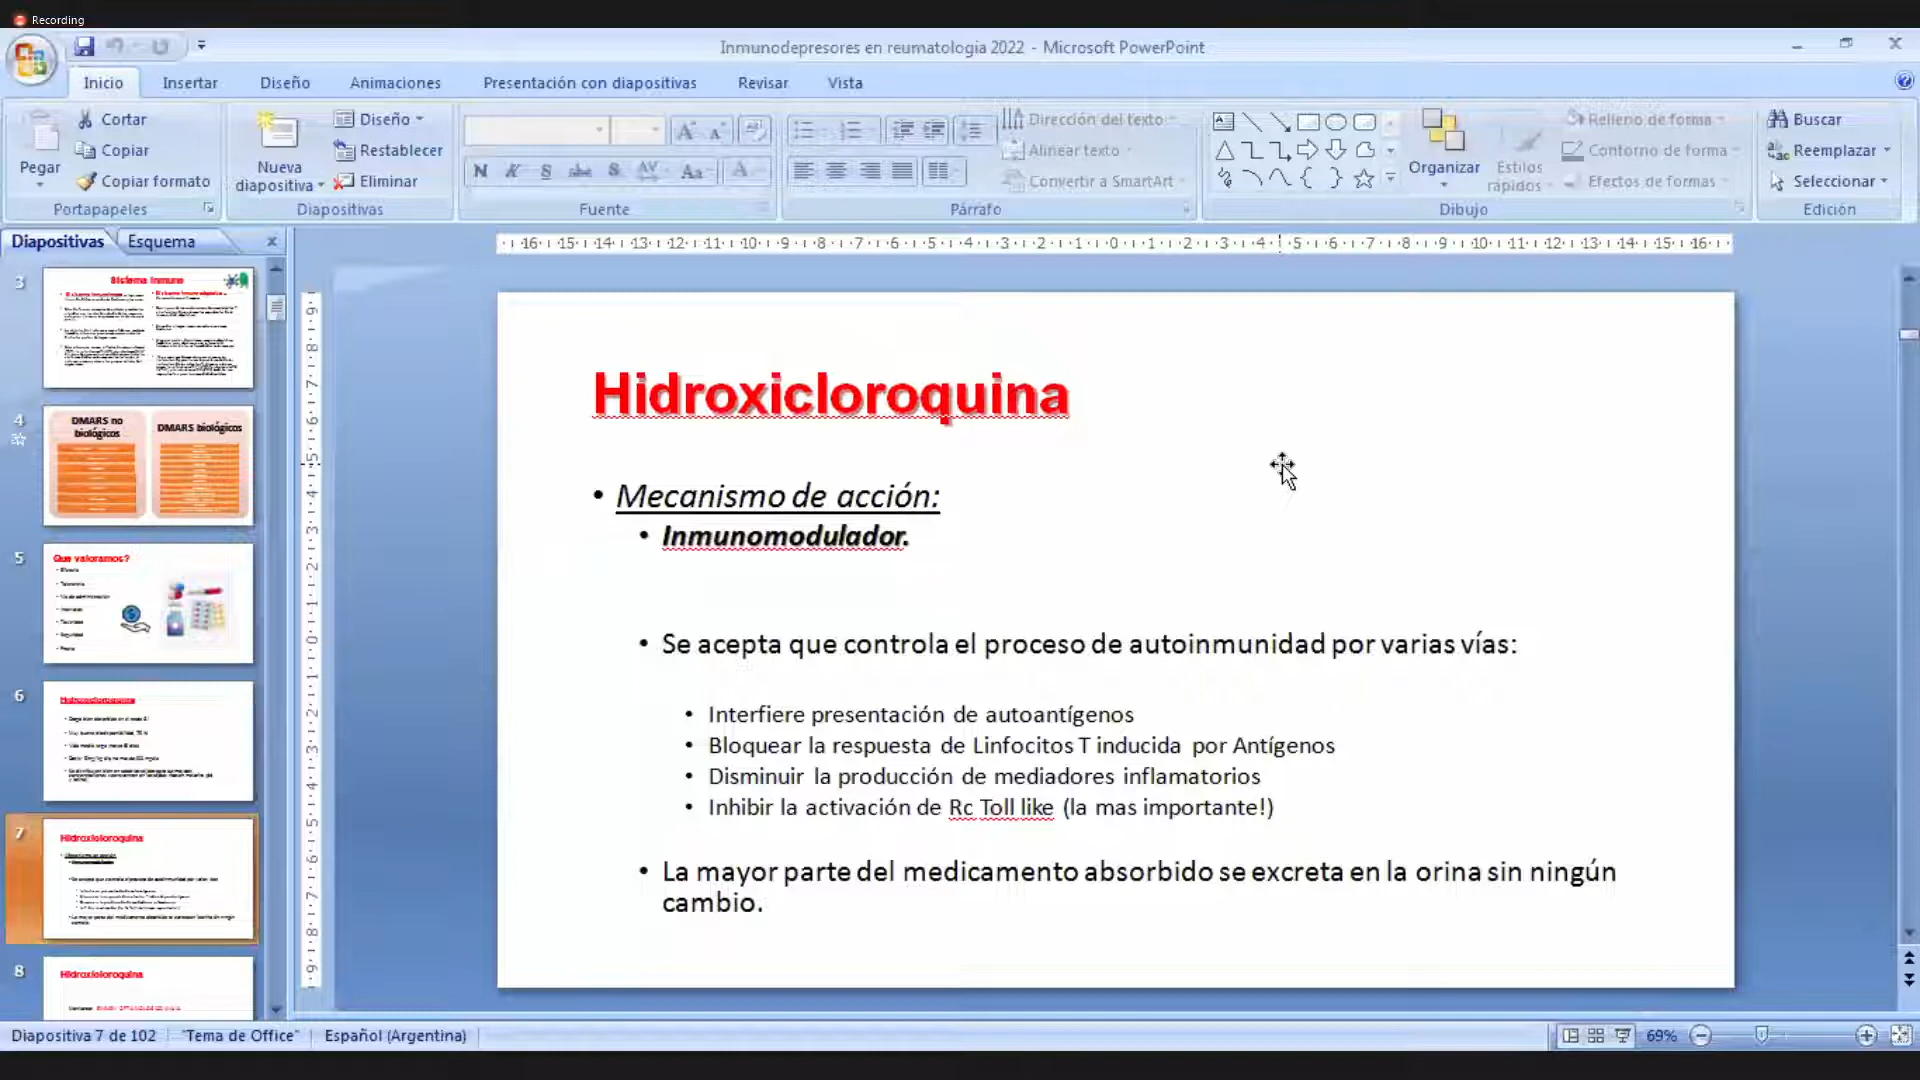 Recording
Inmunodepresores en reumatologia 2022 - Microsoft PowerPoint
Inicio Insertar Diseño Animaciones Presentación con diapositivas Revisar Vista
Pegar
Cortar
Copiar
Copiar formato
Portapapeles
Nueva diapositiva
Diseño
Restablecer
Eliminar
Diapositivas
Fuente
Dirección del texto
Alinear texto
Convertir a SmartArt
Párrafo
Organizar
Estilos rápidos
Relleno de forma
Contorno de forma
Efectos de formas
Dibujo
Buscar
Reemplazar
Seleccionar
Edición
Diapositivas Esquema
3
Sistema Inmune
4
DMARS no biológicos
DMARS biológicos
5
Que valoramos?
6
7
Hidroxicloroquina
8
Hidroxicloroquina
Hidroxicloroquina
• Mecanismo de acción:
• Inmunomodulador.
• Se acepta que controla el proceso de autoinmunidad por varias vías:
• Interfiere presentación de autoantígenos
• Bloquear la respuesta de Linfocitos T inducida por Antígenos
• Disminuir la producción de mediadores inflamatorios
• Inhibir la activación de Rc Toll like (la mas importante!)
• La mayor parte del medicamento absorbido se excreta en la orina sin ningún
cambio.
Diapositiva 7 de 102 "Tema de Office" Español (Argentina) 69%